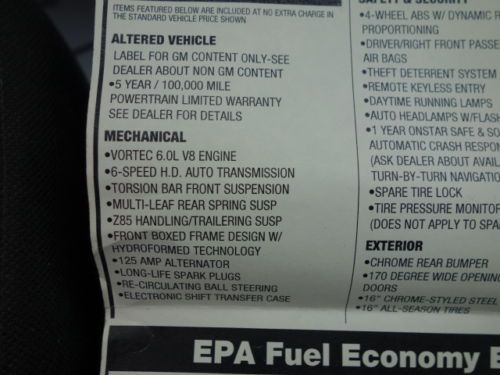 ITEMS FEATURED BELOW ARE INCLUDED AT NO EXTRA CHARGE IN
THE STANDARD VEHICLE PRICE SHOWN
ALTERED VEHICLE
LABEL FOR GM CONTENT ONLY-SEE
DEALER ABOUT NON GM CONTENT
•5 YEAR / 100,000 MILE
POWERTRAIN LIMITED WARRANTY
SEE DEALER FOR DETAILS
MECHANICAL
•VORTEC 6.0L V8 ENGINE
•6-SPEED H.D. AUTO TRANSMISSION
•TORSION BAR FRONT SUSPENSION
•MULTI-LEAF REAR SPRING SUSP
•Z85 HANDLING/TRAILERING SUSP
•FRONT BOXED FRAME DESIGN W/
HYDROFORMED TECHNOLOGY
•125 AMP ALTERNATOR
•LONG-LIFE SPARK PLUGS
•RE-CIRCULATING BALL STEERING
•ELECTRONIC SHIFT TRANSFER CASE
SAFETY & SECURITY
•4-WHEEL ABS W/ DYNAMIC R
PROPORTIONING
•DRIVER/RIGHT FRONT PASSE
AIR BAGS
•THEFT DETERRENT SYSTEM
•REMOTE KEYLESS ENTRY
•DAYTIME RUNNING LAMPS
•AUTO HEADLAMPS W/FLASH
•1 YEAR ONSTAR SAFE & SO
AUTOMATIC CRASH RESPON
(ASK DEALER ABOUT AVAIL
TURN-BY-TURN NAVIGATIO
•SPARE TIRE LOCK
•TIRE PRESSURE MONITOR
(DOES NOT APPLY TO SPA
EXTERIOR
•CHROME REAR BUMPER
•170 DEGREE WIDE OPENING
DOORS
•16" CHROME-STYLED STEEL
•16" ALL-SEASON TIRES
EPA Fuel Economy E